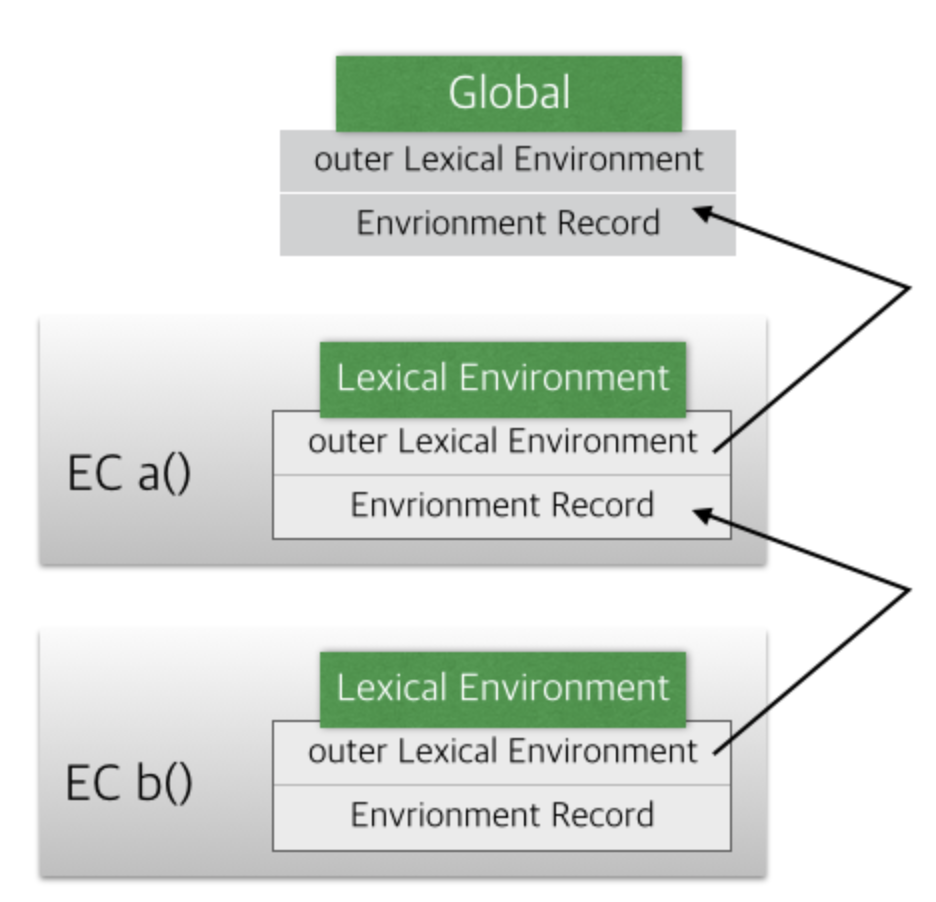 Global
outer Lexical Environment
Envrionment Record
Lexical Environment
outer Lexical Environment
EC a()
Envrionment Record
Lexical Environment
outer Lexical Environment
EC b()
Envrionment Record